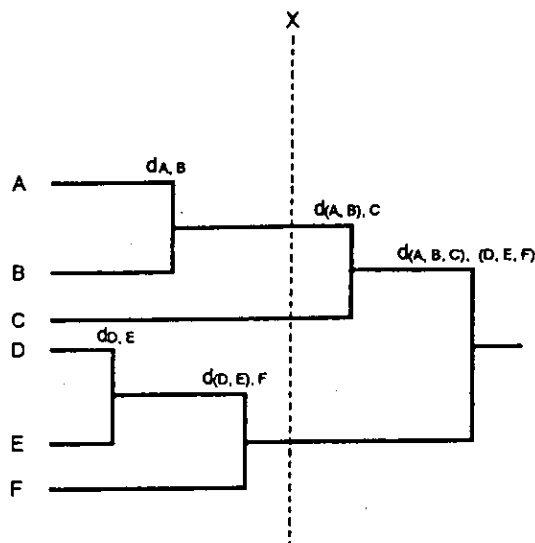 X
A
dA, B
B
d(A, B), C
d(A, B, C), (D, E, F)
C
D
dD, E
d(D, E), F
E
F